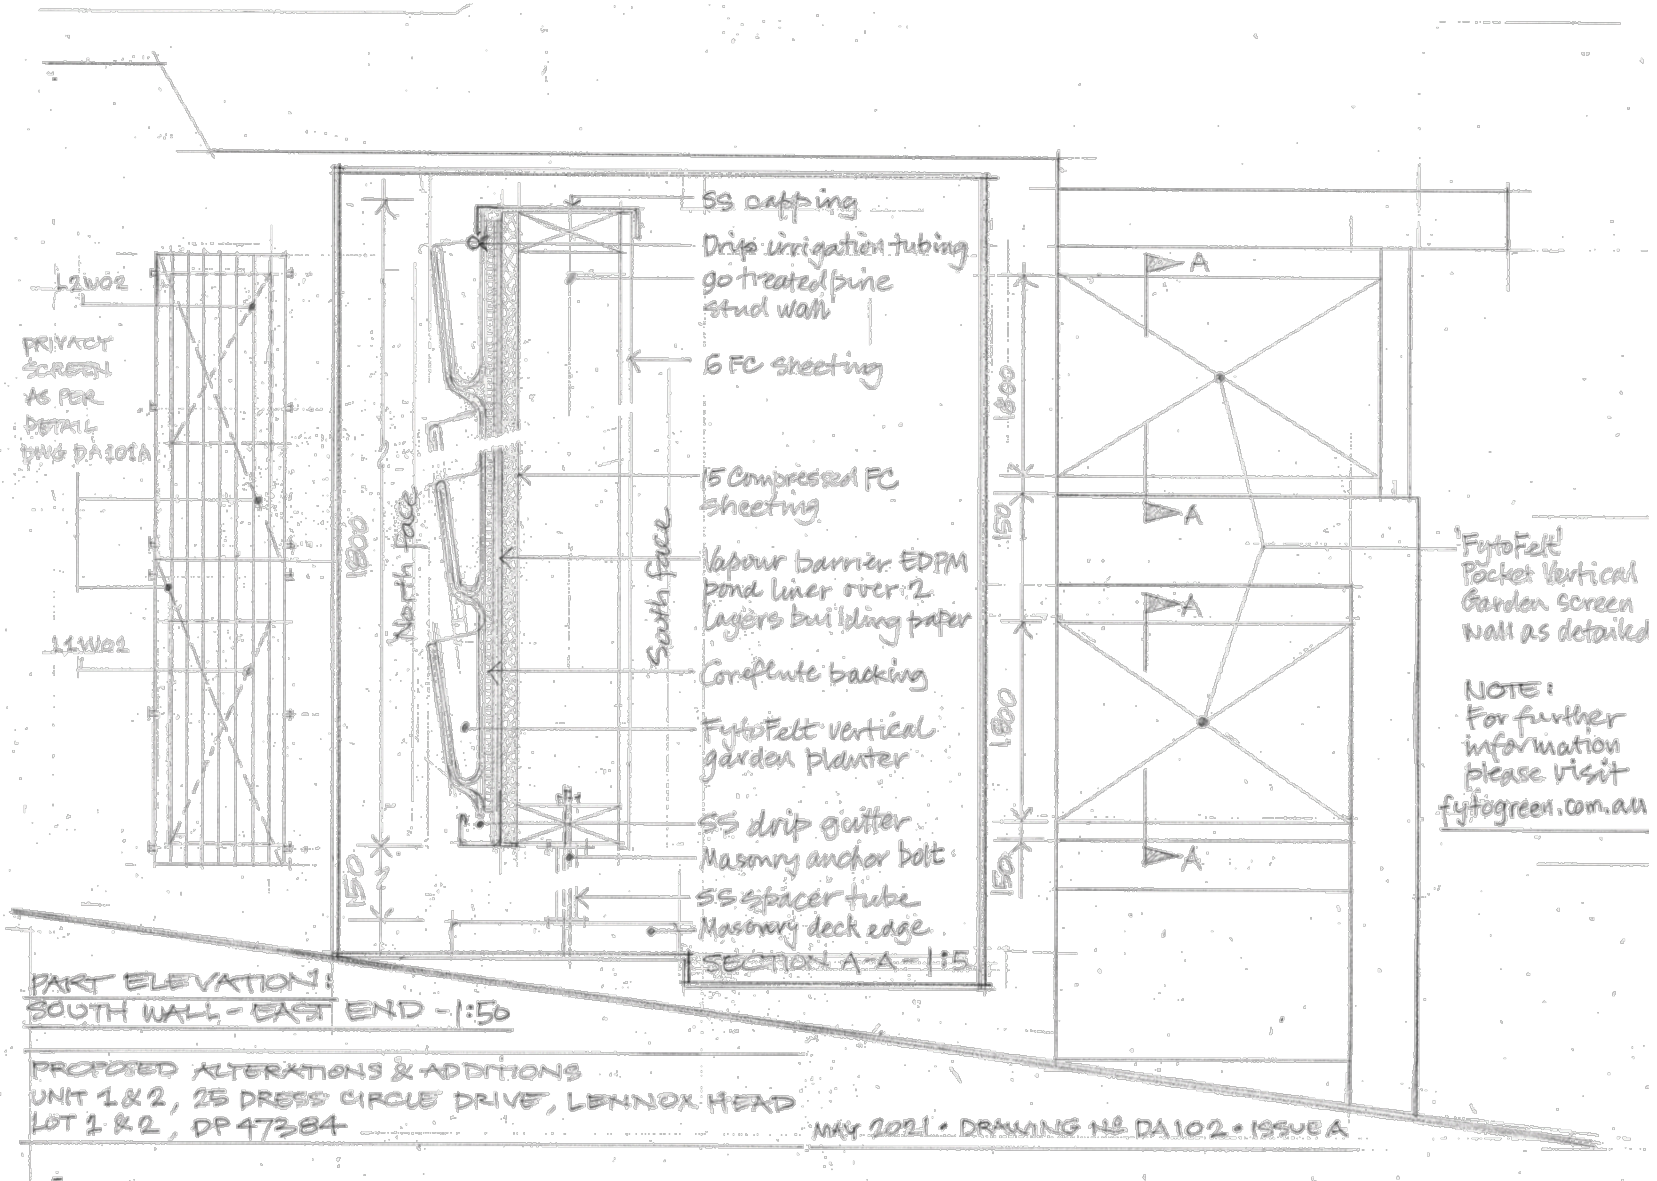 SS capping
Drip irrigation tubing
90 treated pine
stud wall
6 FC sheeting
15 Compressed FC
sheeting
Vapour barrier EDPM
pond liner over 2
layers building paper
Coreflute backing
FytoFelt vertical
garden planter
SS drip gutter
Masonry anchor bolt
SS spacer tube
Masonry deck edge
SECTION A-A - 1:5
North face
South face
1800
150
L2W02
PRIVACY
SCREEN
AS PER
DETAIL
DWG DA101A
L1W02
A
A
A
A
1800
150
1800
150
'FytoFelt'
Pocket Vertical
Garden screen
wall as detailed
NOTE:
For further
information
please visit
fytogreen.com.au
PART ELEVATION 1:
SOUTH WALL - EAST END - 1:50
PROPOSED ALTERATIONS & ADDITIONS
UNIT 1 & 2, 25 DRESS CIRCLE DRIVE, LENNOX HEAD
LOT 1 & 2, DP 47384
MAY 2021 • DRAWING Nº DA102 • ISSUE A